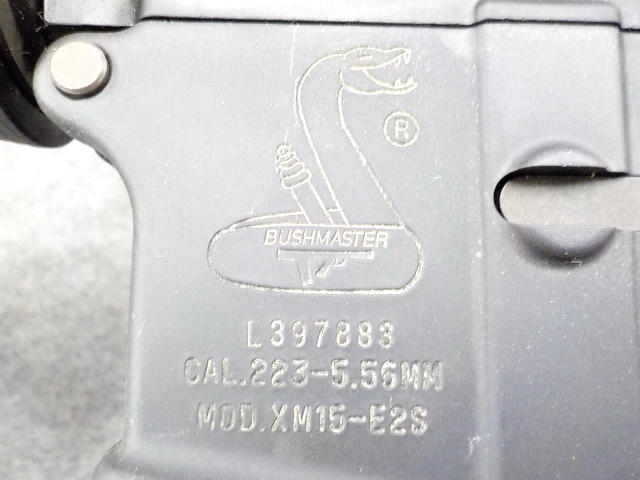 ®
BUSHMASTER
L397883
CAL.223-5.56MM
MOD.XM15-E2S